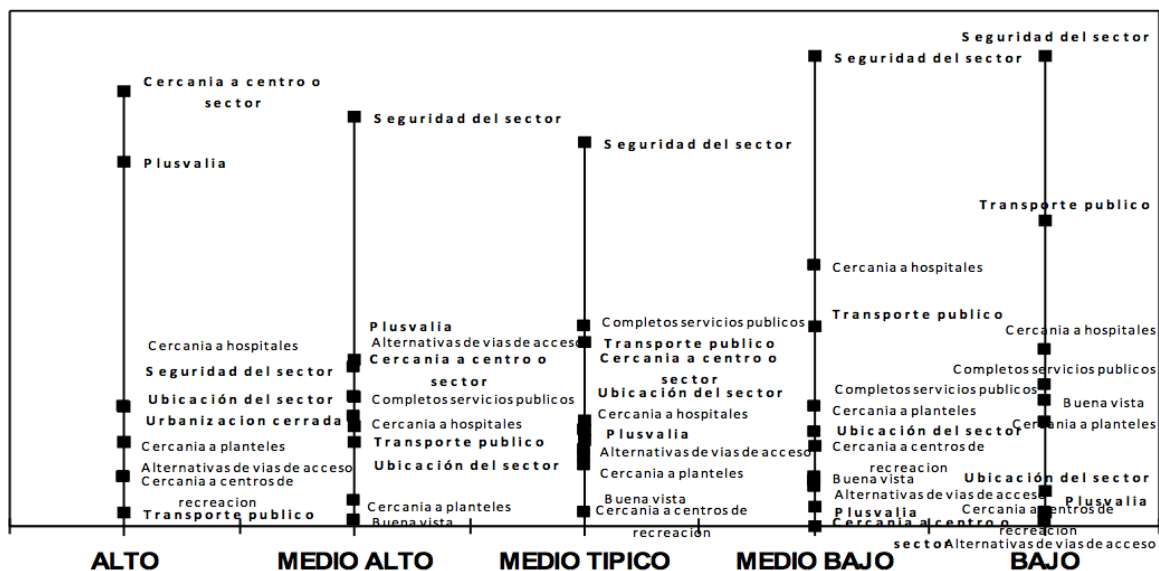 Cercania a centro o
sector
Plusvalia
Cercania a hospitales
Seguridad del sector
Ubicación del sector
Urbanizacion cerrada
Cercania a planteles
Alternativas de vias de acceso
Cercania a centros de
recreacion
Transporte publico
Seguridad del sector
Plusvalia
Alternativas de vias de acceso
Cercania a centro o
sector
Completos servicios publicos
Cercania a hospitales
Transporte publico
Ubicación del sector
Cercania a planteles
Buena vista
Seguridad del sector
Completos servicios publicos
Transporte publico
Cercania a centro o
sector
Ubicación del sector
Cercania a hospitales
Plusvalia
Alternativas de vias de acceso
Cercania a planteles
Buena vista
Cercania a centros de
recreacion
Seguridad del sector
Cercania a hospitales
Transporte publico
Completos servicios publicos
Cercania a planteles
Ubicación del sector
Cercania a centros de
recreacion
Buena vista
Alternativas de vias de acceso
Plusvalia
Cercania a centro o
sector
Seguridad del sector
Transporte publico
Cercania a hospitales
Completos servicios publicos
Buena vista
Cercania a planteles
Ubicación del sector
Plusvalia
Cercania a centros de
recreacion
Alternativas de vias de acceso
ALTO
MEDIO ALTO
MEDIO TIPICO
MEDIO BAJO
BAJO